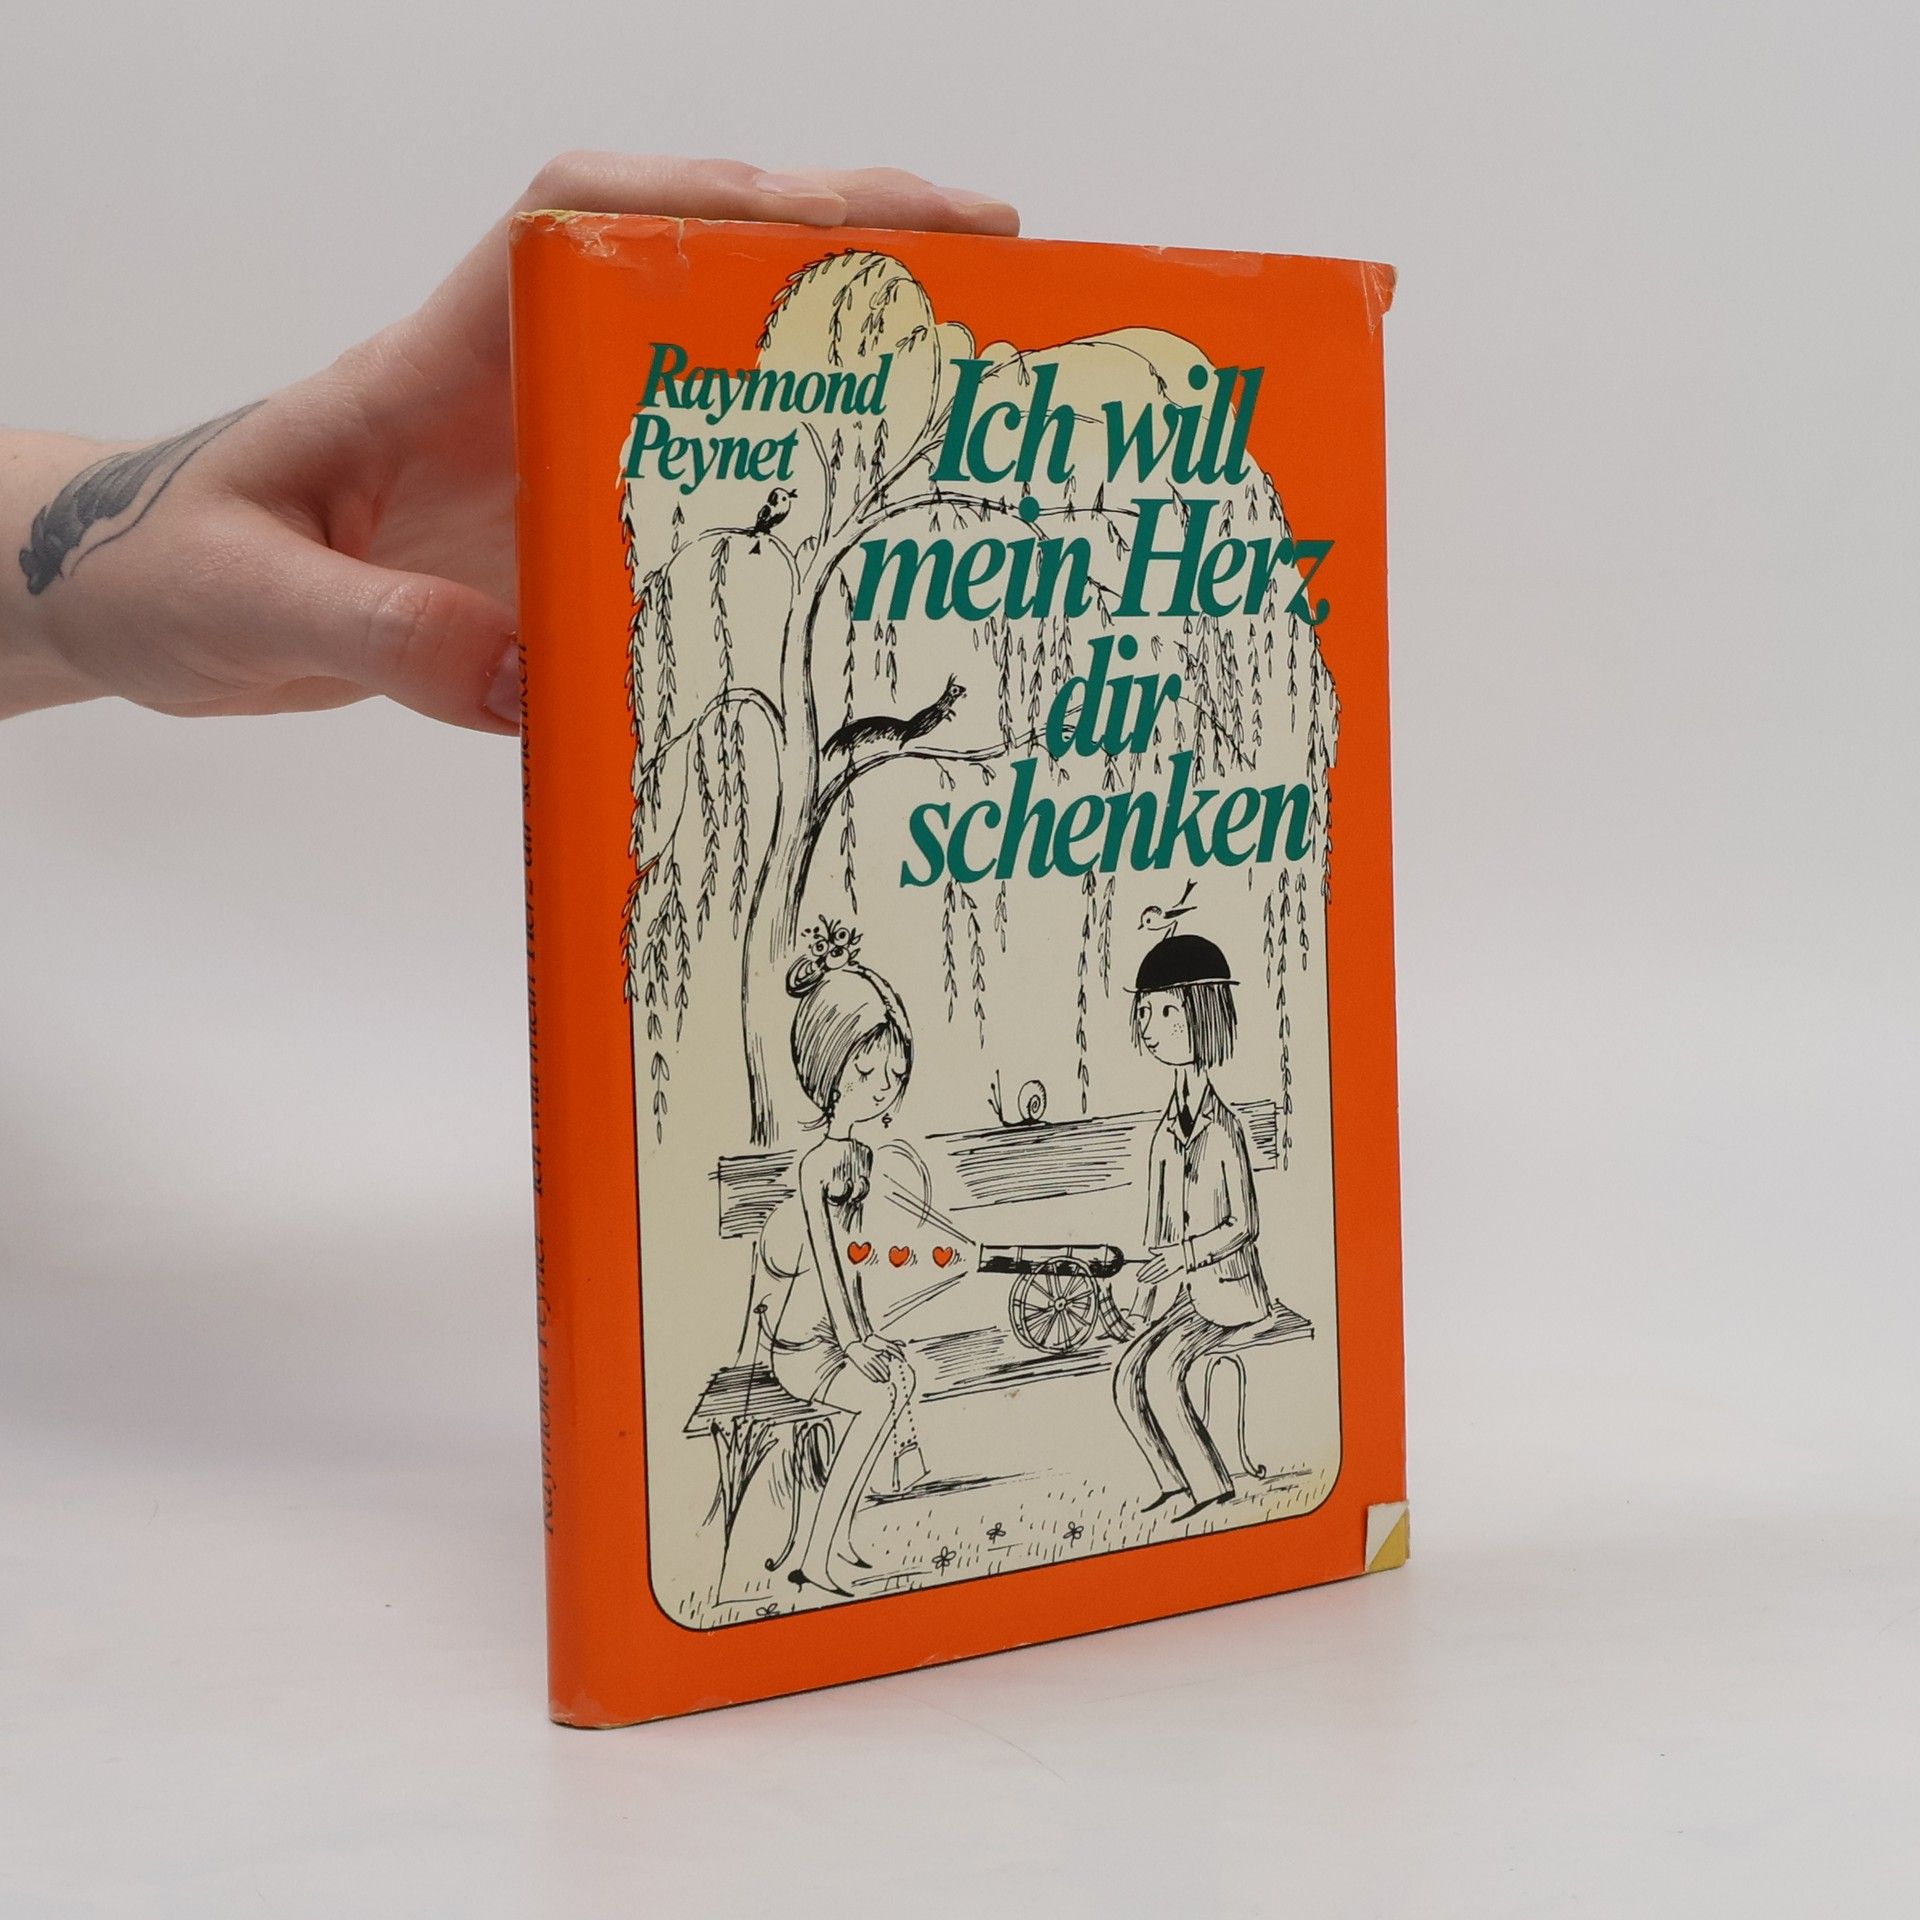 Raymond
Peynet
Ich will
mein Herz
dir
schenken
Raymond Peynet Ich will mein Herz dir schenken